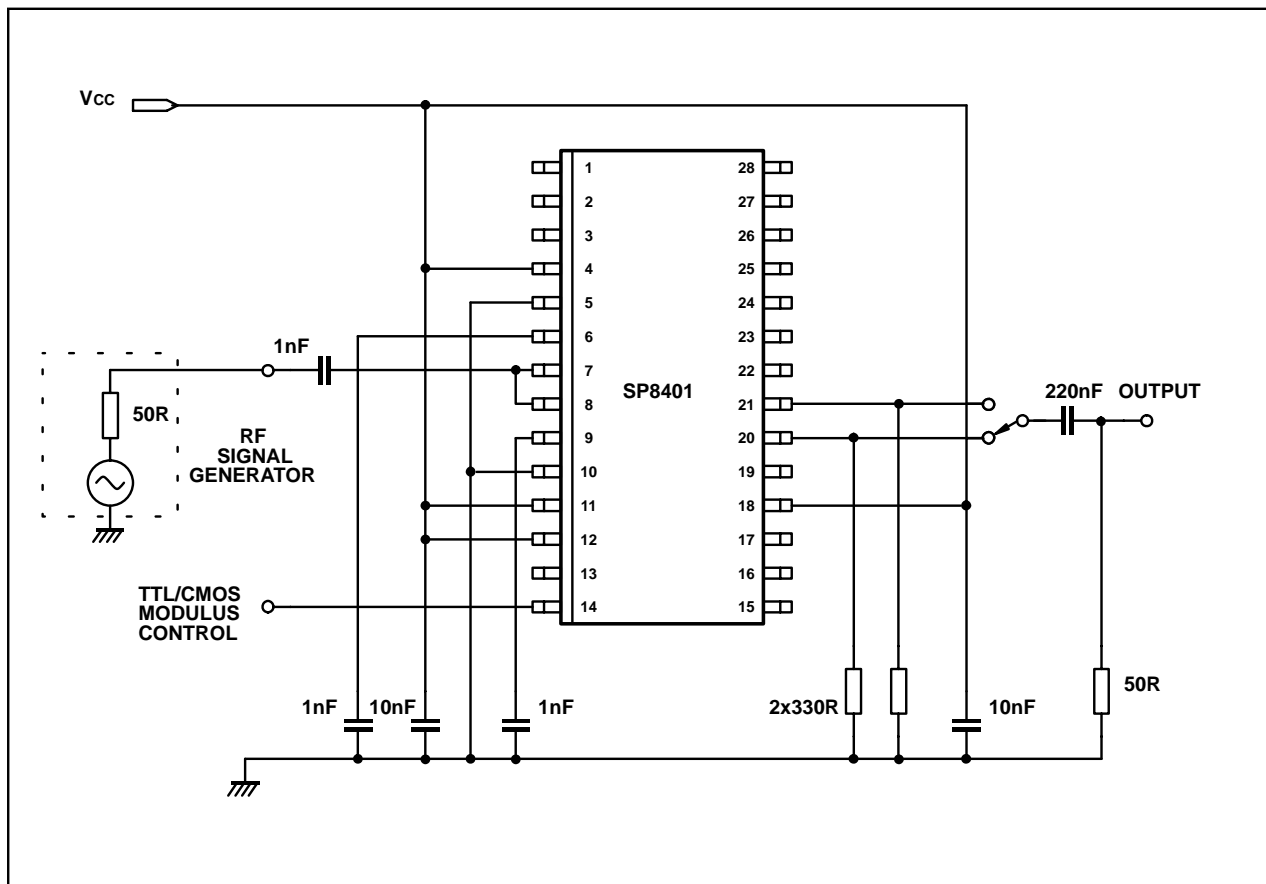 VCC
1
28
2
27
3
26
4
25
5
24
6
23
1nF
7
22
50R
8
SP8401
21
220nF OUTPUT
RF
SIGNAL
GENERATOR
9
20
10
19
11
18
12
17
13
16
TTL/CMOS
MODULUS
CONTROL
14
15
1nF
10nF
1nF
2x330R
10nF
50R